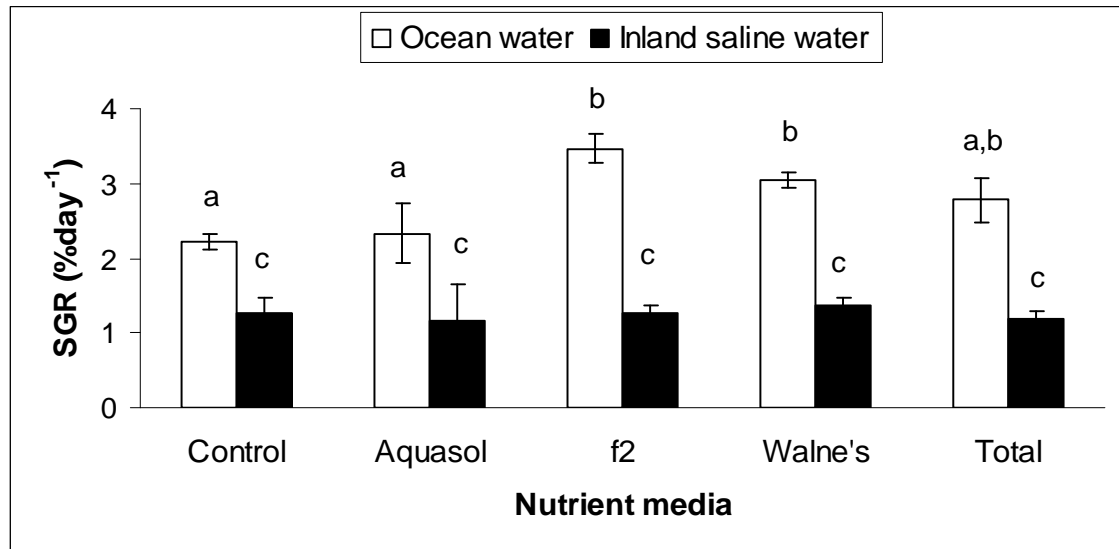 Ocean water Inland saline water
4
3
2
1
0
SGR (%day⁻¹)
a
c
a
c
b
c
b
c
a,b
c
Control Aquasol f2 Walne's Total
Nutrient media